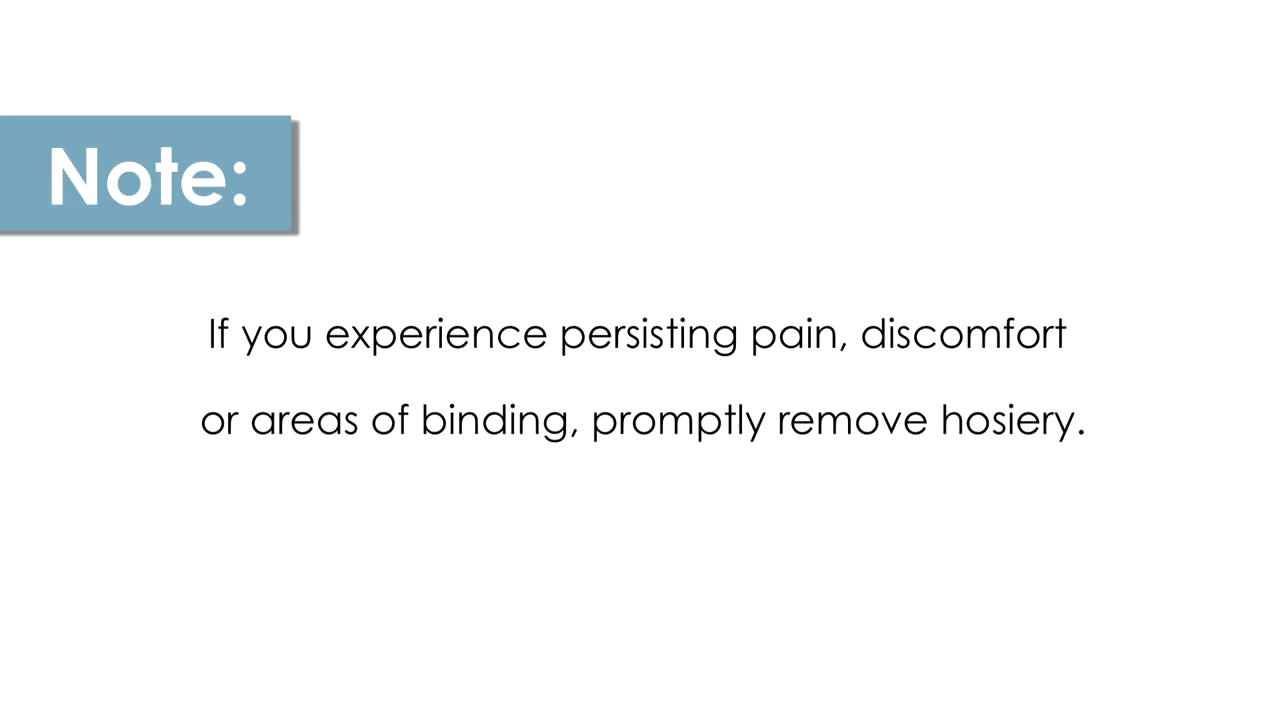 Note:
If you experience persisting pain, discomfort
or areas of binding, promptly remove hosiery.